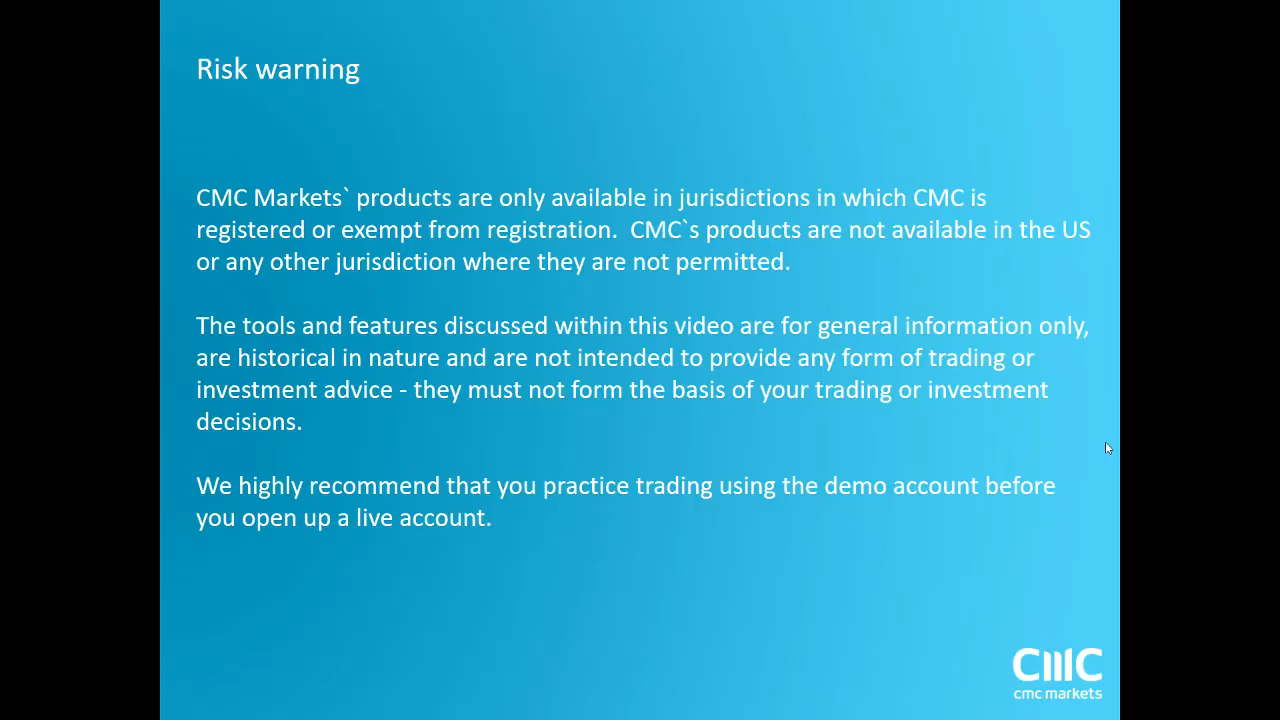 Risk warning
CMC Markets` products are only available in jurisdictions in which CMC is
registered or exempt from registration.  CMC`s products are not available in the US
or any other jurisdiction where they are not permitted.
The tools and features discussed within this video are for general information only,
are historical in nature and are not intended to provide any form of trading or
investment advice - they must not form the basis of your trading or investment
decisions.
We highly recommend that you practice trading using the demo account before
you open up a live account.
CMC
cmc markets